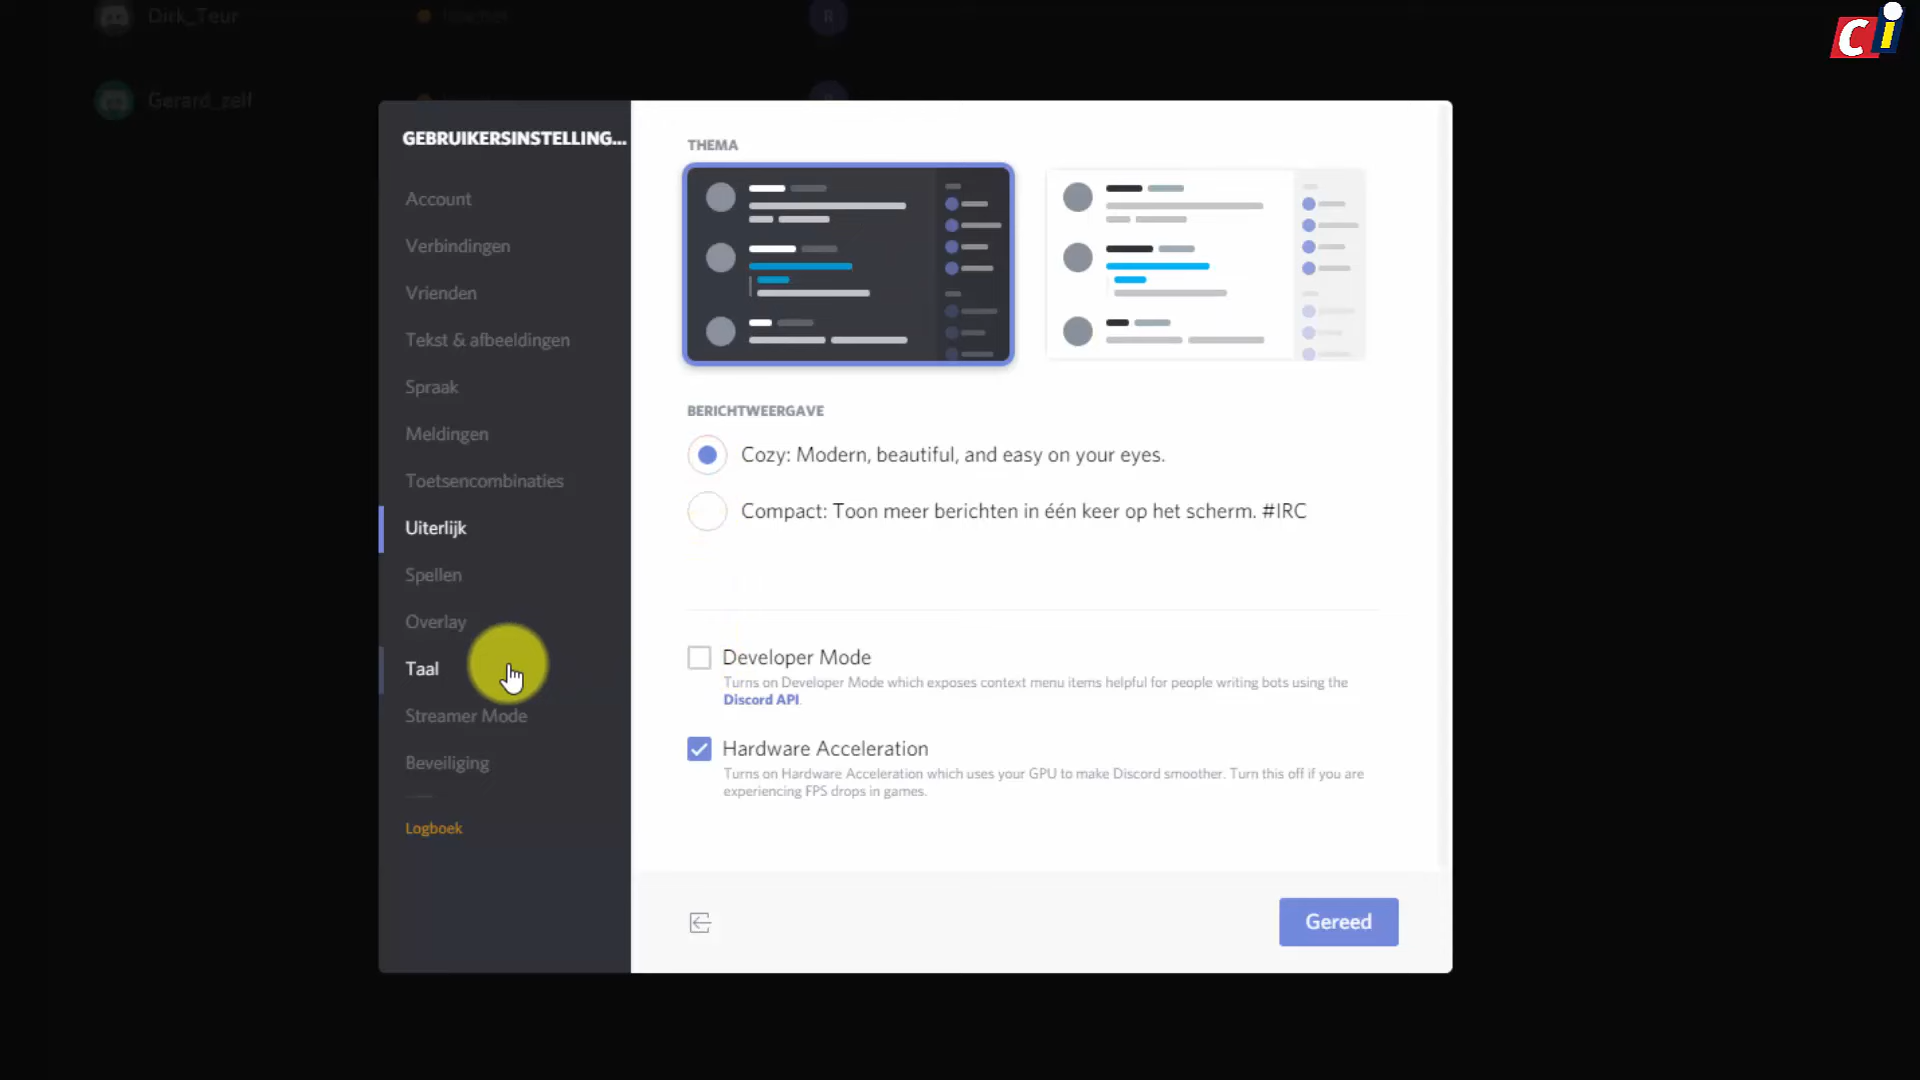 Dirk_Teur
R
Gerard_zelf
Ci
GEBRUIKERSINSTELLING...
Account
Verbindingen
Vrienden
Tekst & afbeeldingen
Spraak
Meldingen
Toetsencombinaties
Uiterlijk
Spellen
Overlay
Taal
Streamer Mode
Beveiliging
Logboek
THEMA
BERICHTWEERGAVE
Cozy: Modern, beautiful, and easy on your eyes.
Compact: Toon meer berichten in één keer op het scherm. #IRC
Developer Mode
Turns on Developer Mode which exposes context menu items helpful for people writing bots using the
Discord API.
Hardware Acceleration
Turns on Hardware Acceleration which uses your GPU to make Discord smoother. Turn this off if you are
experiencing FPS drops in games.
Gereed